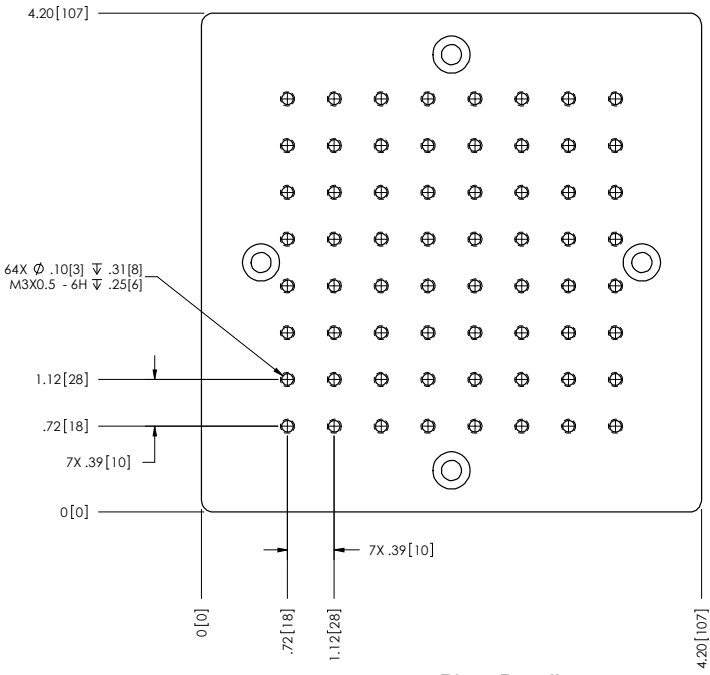 4.20[107]
64X Ø .10[3] ↧ .31[8]
M3X0.5 - 6H ↧ .25[6]
1.12[28]
.72[18]
7X .39[10]
0[0]
7X .39[10]
0[0]
.72[18]
1.12[28]
4.20[107]